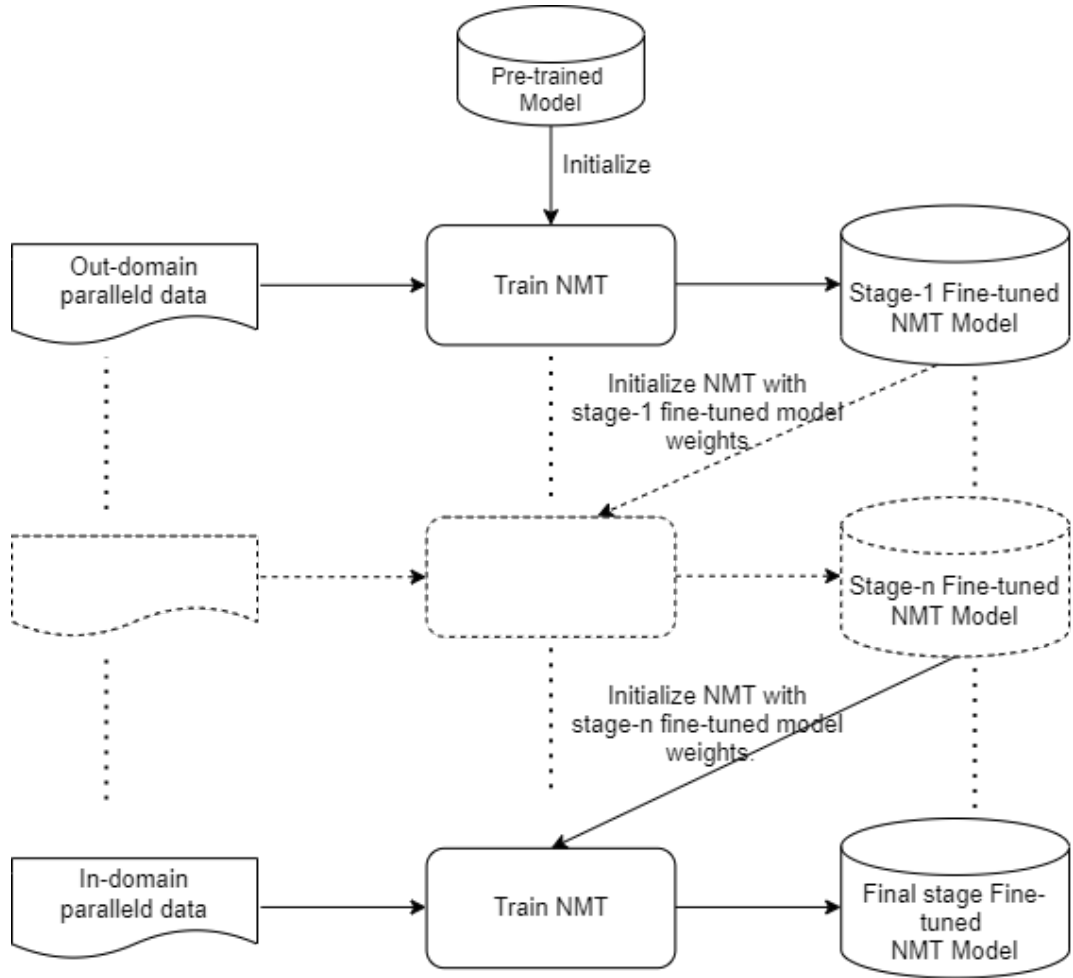 Pre-trained
Model
Initialize
Out-domain
paralleld data
Train NMT
Stage-1 Fine-tuned
NMT Model
Initialize NMT with
stage-1 fine-tuned model
weights.
Stage-n Fine-tuned
NMT Model
Initialize NMT with
stage-n fine-tuned model
weights.
In-domain
paralleld data
Train NMT
Final stage Fine-
tuned
NMT Model